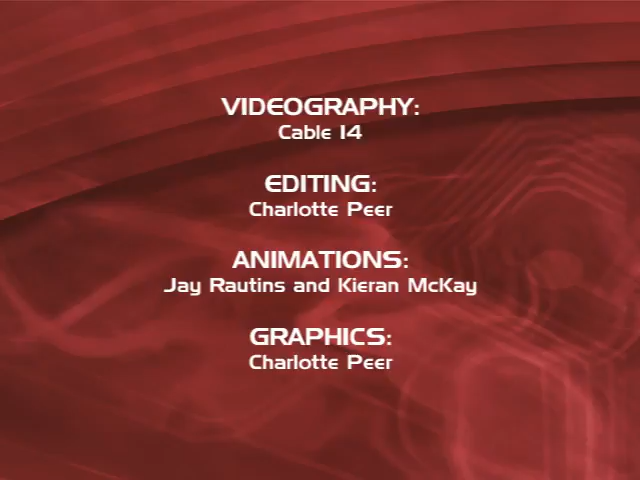 VIDEOGRAPHY:
Cable 14
EDITING:
Charlotte Peer
ANIMATIONS:
Jay Rautins and Kieran McKay
GRAPHICS:
Charlotte Peer